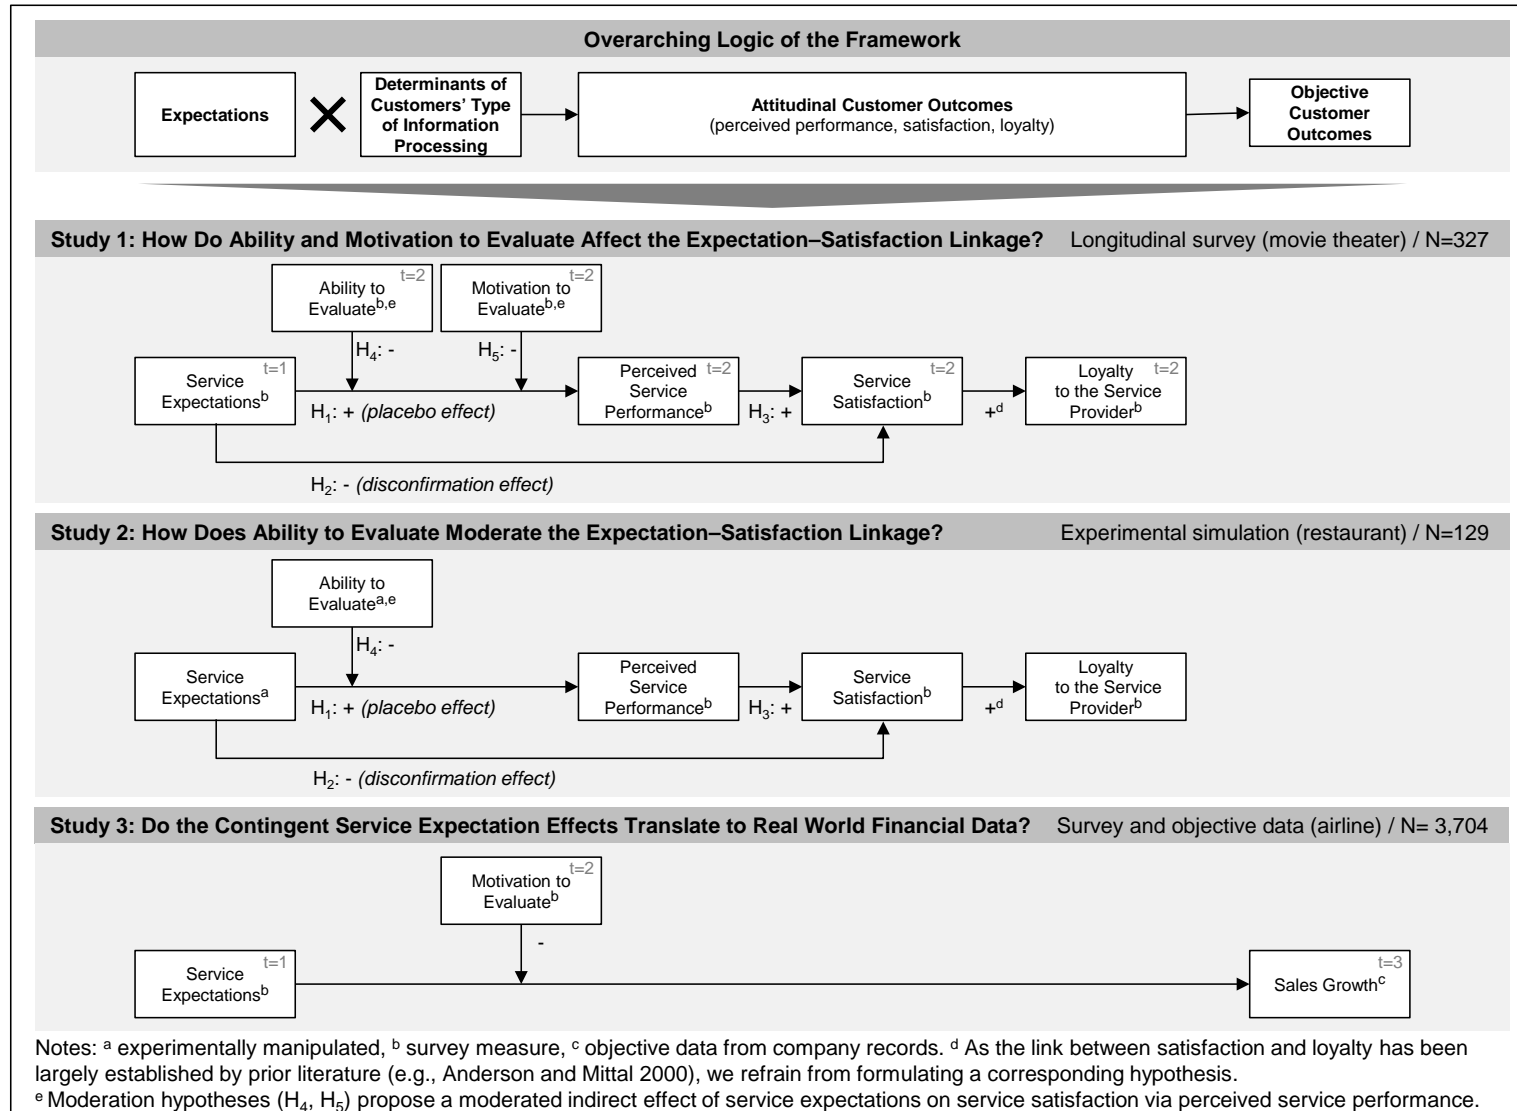 Overarching Logic of the Framework
Expectations
Determinants of
Customers' Type
of Information
Processing
Attitudinal Customer Outcomes
(perceived performance, satisfaction, loyalty)
Objective
Customer
Outcomes
Study 1: How Do Ability and Motivation to Evaluate Affect the Expectation–Satisfaction Linkage? Longitudinal survey (movie theater) / N=327
t=2
Ability to
Evaluate b,e
t=2
Motivation to
Evaluate b,e
H4: -
H5: -
t=1
Service
Expectations b
H1: + (placebo effect)
Perceived t=2
Service
Performance b
H3: +
t=2
Service
Satisfaction b
+d
Loyalty t=2
to the Service
Provider b
H2: - (disconfirmation effect)
Study 2: How Does Ability to Evaluate Moderate the Expectation–Satisfaction Linkage? Experimental simulation (restaurant) / N=129
Ability to
Evaluate a,e
H4: -
Service
Expectations a
H1: + (placebo effect)
Perceived
Service
Performance b
H3: +
Service
Satisfaction b
+d
Loyalty
to the Service
Provider b
H2: - (disconfirmation effect)
Study 3: Do the Contingent Service Expectation Effects Translate to Real World Financial Data? Survey and objective data (airline) / N= 3,704
t=2
Motivation to
Evaluate b
-
t=1
Service
Expectations b
t=3
Sales Growth c
Notes: a experimentally manipulated, b survey measure, c objective data from company records. d As the link between satisfaction and loyalty has been
largely established by prior literature (e.g., Anderson and Mittal 2000), we refrain from formulating a corresponding hypothesis.
e Moderation hypotheses (H4, H5) propose a moderated indirect effect of service expectations on service satisfaction via perceived service performance.